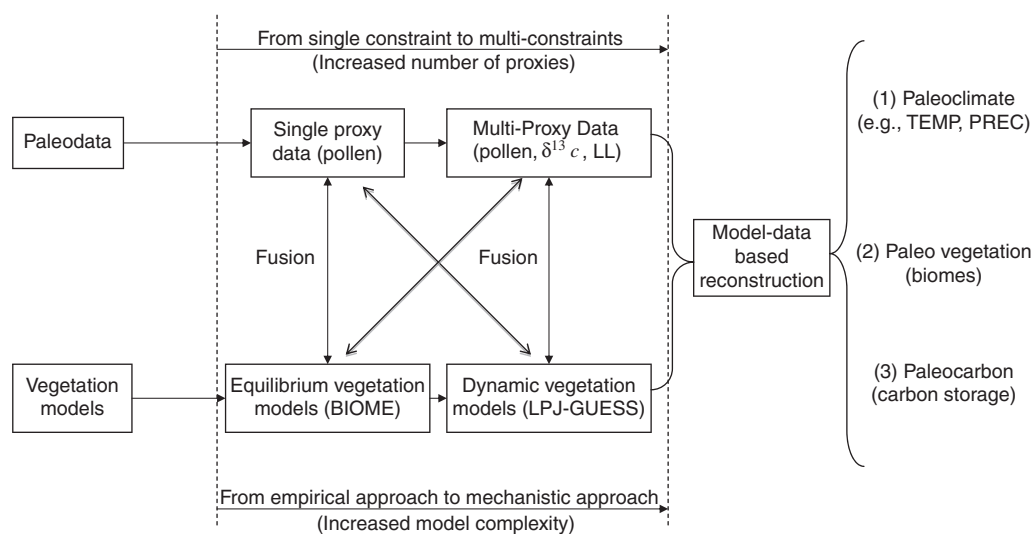 From single constraint to multi-constraints
(Increased number of proxies)
Paleodata
Single proxy
data (pollen)
Multi-Proxy Data
(pollen, δ¹³ c , LL)
Fusion
Fusion
Vegetation
models
Equilibrium vegetation
models (BIOME)
Dynamic vegetation
models (LPJ-GUESS)
From empirical approach to mechanistic approach
(Increased model complexity)
Model-data
based
reconstruction
(1) Paleoclimate
(e.g., TEMP, PREC)
(2) Paleo vegetation
(biomes)
(3) Paleocarbon
(carbon storage)